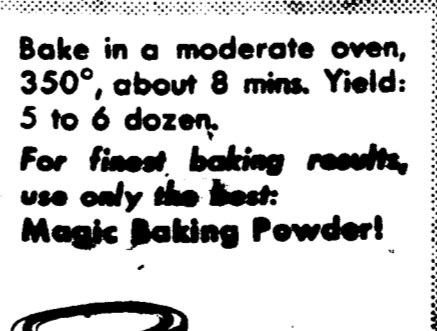 Bake in a moderate oven,
350°, about 8 mins. Yield:
5 to 6 dozen.
For finest baking results,
use only the best:
Magic Baking Powder!